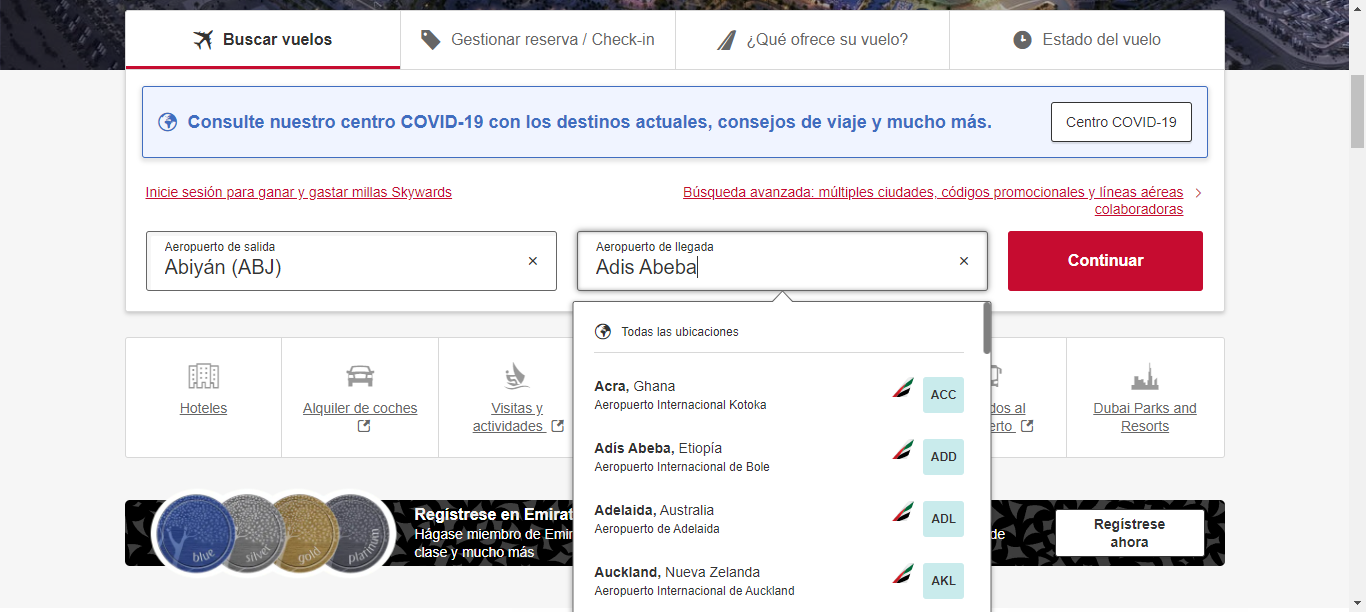 Buscar vuelos
Gestionar reserva / Check-in
¿Qué ofrece su vuelo?
Estado del vuelo
Consulte nuestro centro COVID-19 con los destinos actuales, consejos de viaje y mucho más.
Centro COVID-19
Inicie sesión para ganar y gastar millas Skywards
Búsqueda avanzada: múltiples ciudades, códigos promocionales y líneas aéreas
colaboradoras
Aeropuerto de salida
Abiyán (ABJ)
Aeropuerto de llegada
Adis Abeba
Continuar
Todas las ubicaciones
Acra, Ghana
Aeropuerto Internacional Kotoka
ACC
Adís Abeba, Etiopía
Aeropuerto Internacional de Bole
ADD
Adelaida, Australia
Aeropuerto de Adelaida
ADL
Auckland, Nueva Zelanda
Aeropuerto Internacional de Auckland
AKL
Hoteles
Alquiler de coches
Visitas y
actividades
dos al
erto
Dubai Parks and
Resorts
blue
silver
gold
platinum
Regístrese en Emirat
Hágase miembro de Emir
de
clase y mucho más
Regístrese
ahora